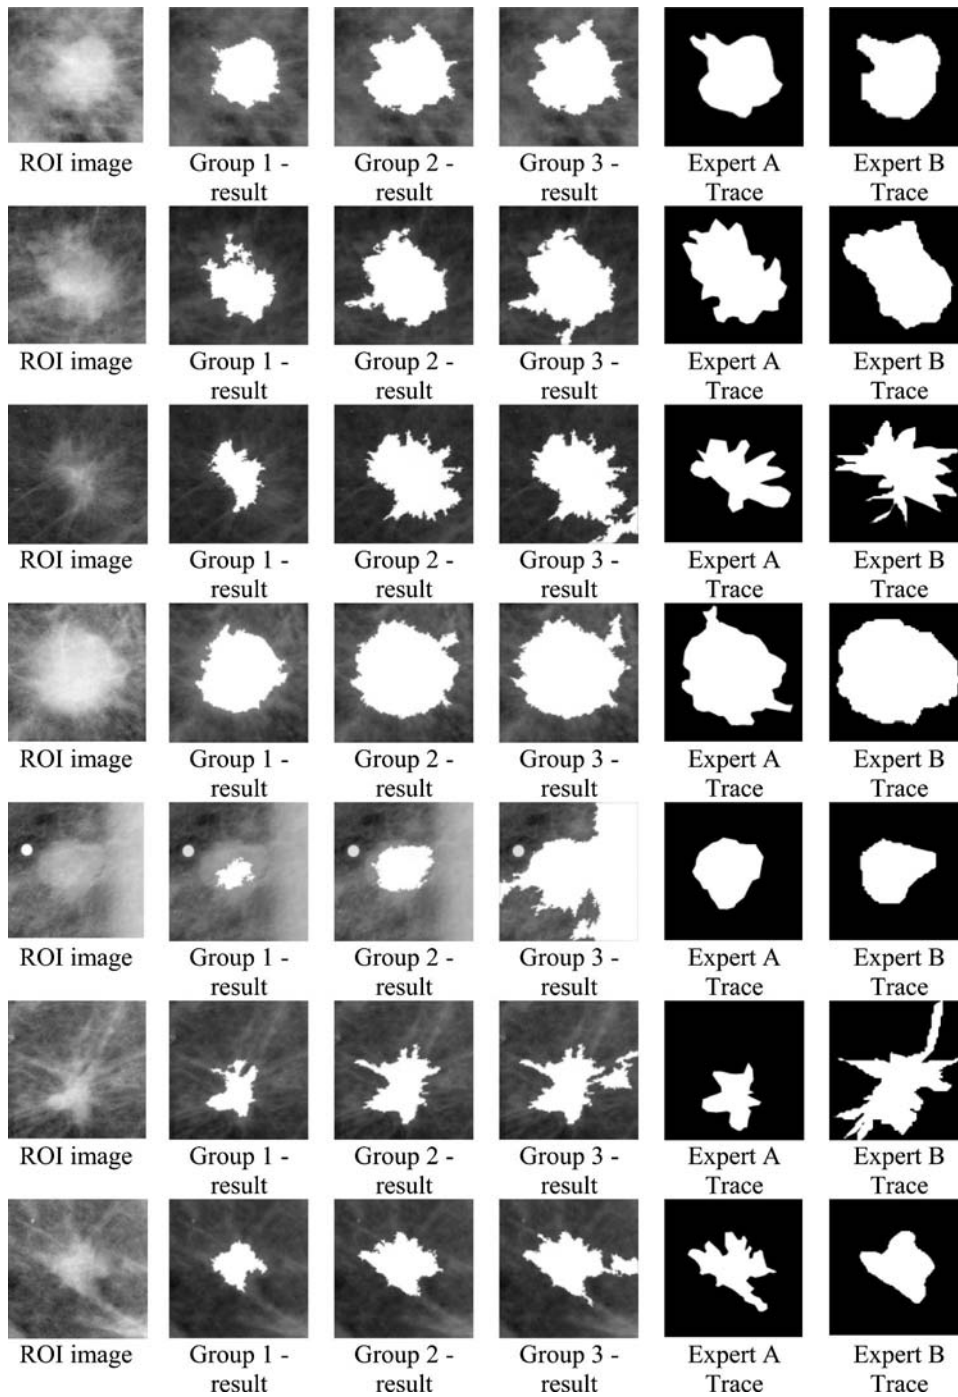 ROI image Group 1 - Group 2 - Group 3 - Expert A Expert B
result result result Trace Trace
ROI image Group 1 - Group 2 - Group 3 - Expert A Expert B
result result result Trace Trace
ROI image Group 1 - Group 2 - Group 3 - Expert A Expert B
result result result Trace Trace
ROI image Group 1 - Group 2 - Group 3 - Expert A Expert B
result result result Trace Trace
ROI image Group 1 - Group 2 - Group 3 - Expert A Expert B
result result result Trace Trace
ROI image Group 1 - Group 2 - Group 3 - Expert A Expert B
result result result Trace Trace
ROI image Group 1 - Group 2 - Group 3 - Expert A Expert B
result result result Trace Trace